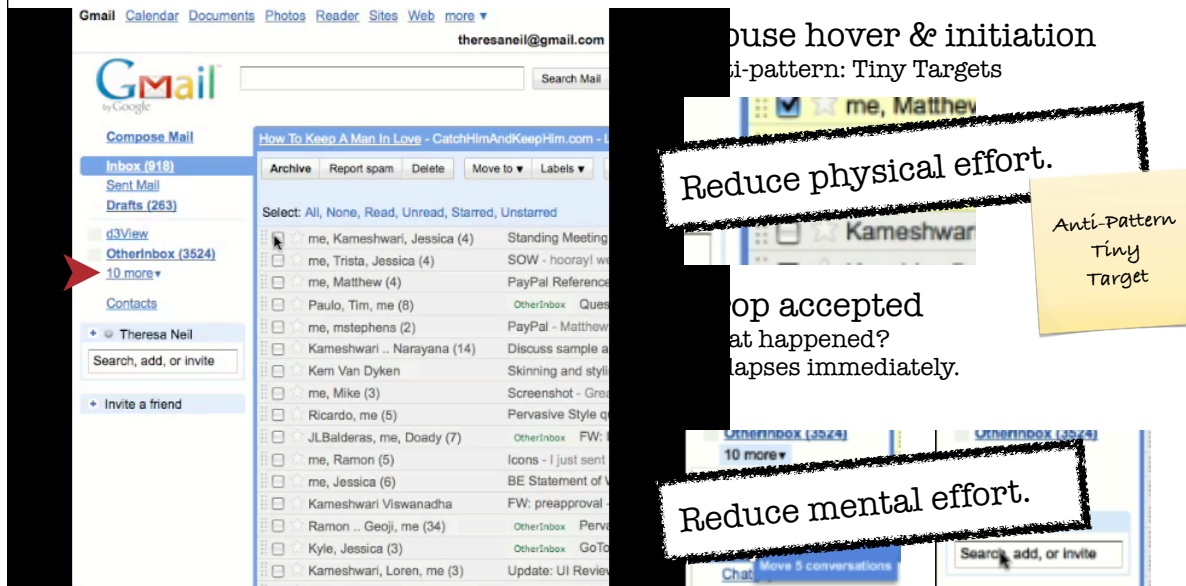 Gmail Calendar Documents Photos Reader Sites Web more ▼
theresaneil@gmail.com
GMail
by Google
Search Mail
Compose Mail
Inbox (918)
Sent Mail
Drafts (263)
d3View
OtherInbox (3524)
10 more▾
Contacts
+ Theresa Neil
Search, add, or invite
+ Invite a friend
How To Keep A Man In Love - CatchHimAndKeepHim.com - L
Archive Report spam Delete Move to ▾ Labels ▾
Select: All, None, Read, Unread, Starred, Unstarred
me, Kameshwari, Jessica (4) Standing Meeting
me, Trista, Jessica (4) SOW - hooray! we
me, Matthew (4) PayPal Reference
Paulo, Tim, me (8) OtherInbox Ques
me, mstephens (2) PayPal - Matthew
Kameshwari .. Narayana (14) Discuss sample a
Kem Van Dyken Skinning and styli
me, Mike (3) Screenshot - Grea
Ricardo, me (5) Pervasive Style q
JLBalderas, me, Doady (7) OtherInbox FW:
me, Ramon (5) Icons - I just sent
me, Jessica (6) BE Statement of
Kameshwari Viswanadha FW: preapproval -
Ramon .. Geoji, me (34) OtherInbox Perva
Kyle, Jessica (3) OtherInbox GoTo
Kameshwari, Loren, me (3) Update: UI Review
ouse hover & initiation
ti-pattern: Tiny Targets
me, Matthew
Reduce physical effort.
Kameshwar
Anti-Pattern
Tiny
Target
op accepted
at happened?
lapses immediately.
OtherInbox (3524)
10 more▾
OtherInbox (3524)
Reduce mental effort.
Search, add, or invite
Move 5 conversations
Chat